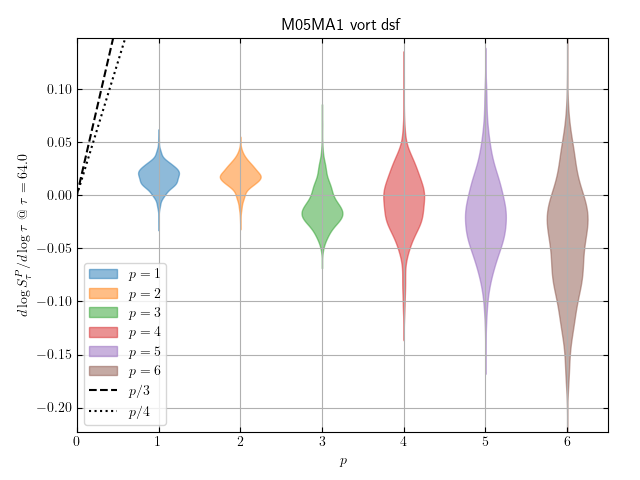 M05MA1 vort dsf
d log S_τ^P / d log τ @ τ = 64.0
0.10
0.05
0.00
−0.05
−0.10
−0.15
−0.20
p = 1
p = 2
p = 3
p = 4
p = 5
p = 6
p/3
p/4
0 1 2 3 4 5 6
p